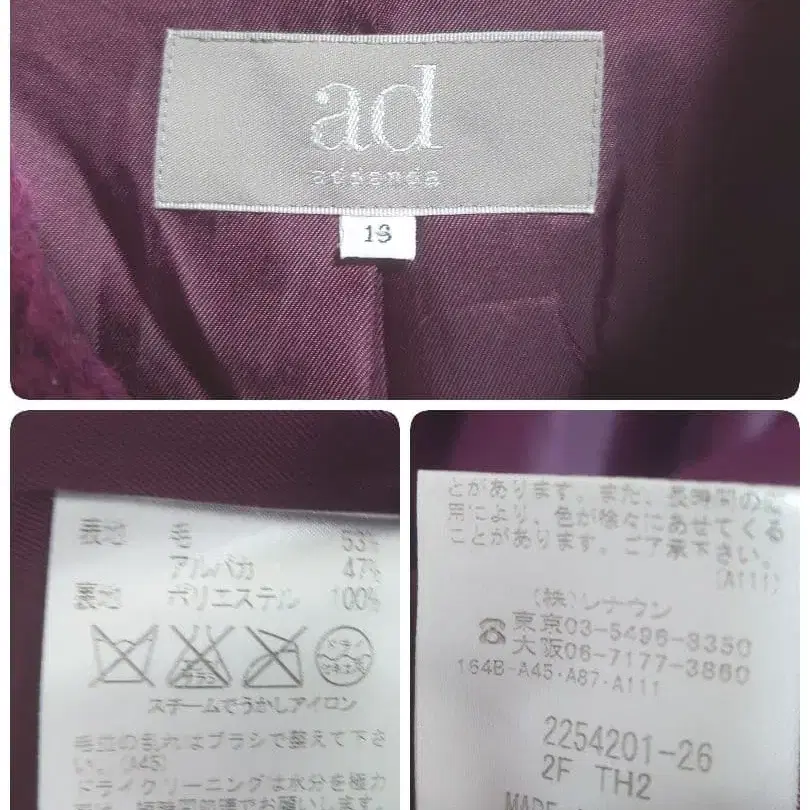 ad
13
表地 毛 53%
アルパカ 47%
裏地 ポリエステル 100%
ドライ
スチームでうかしアイロン
毛並の乱れはブラシで整えて下さ
い。(A45)
ドライクリーニングは水分を極力
とがあります。また、長時間の
用により、色が徐々にあせてくる
ことがあります。ご了承下さい。
(A111)
(株)レナウン
☎東京03-5496-8350
大阪06-7177-3860
164B-A45・A87・A111
2254201-26
2F TH2
MADE